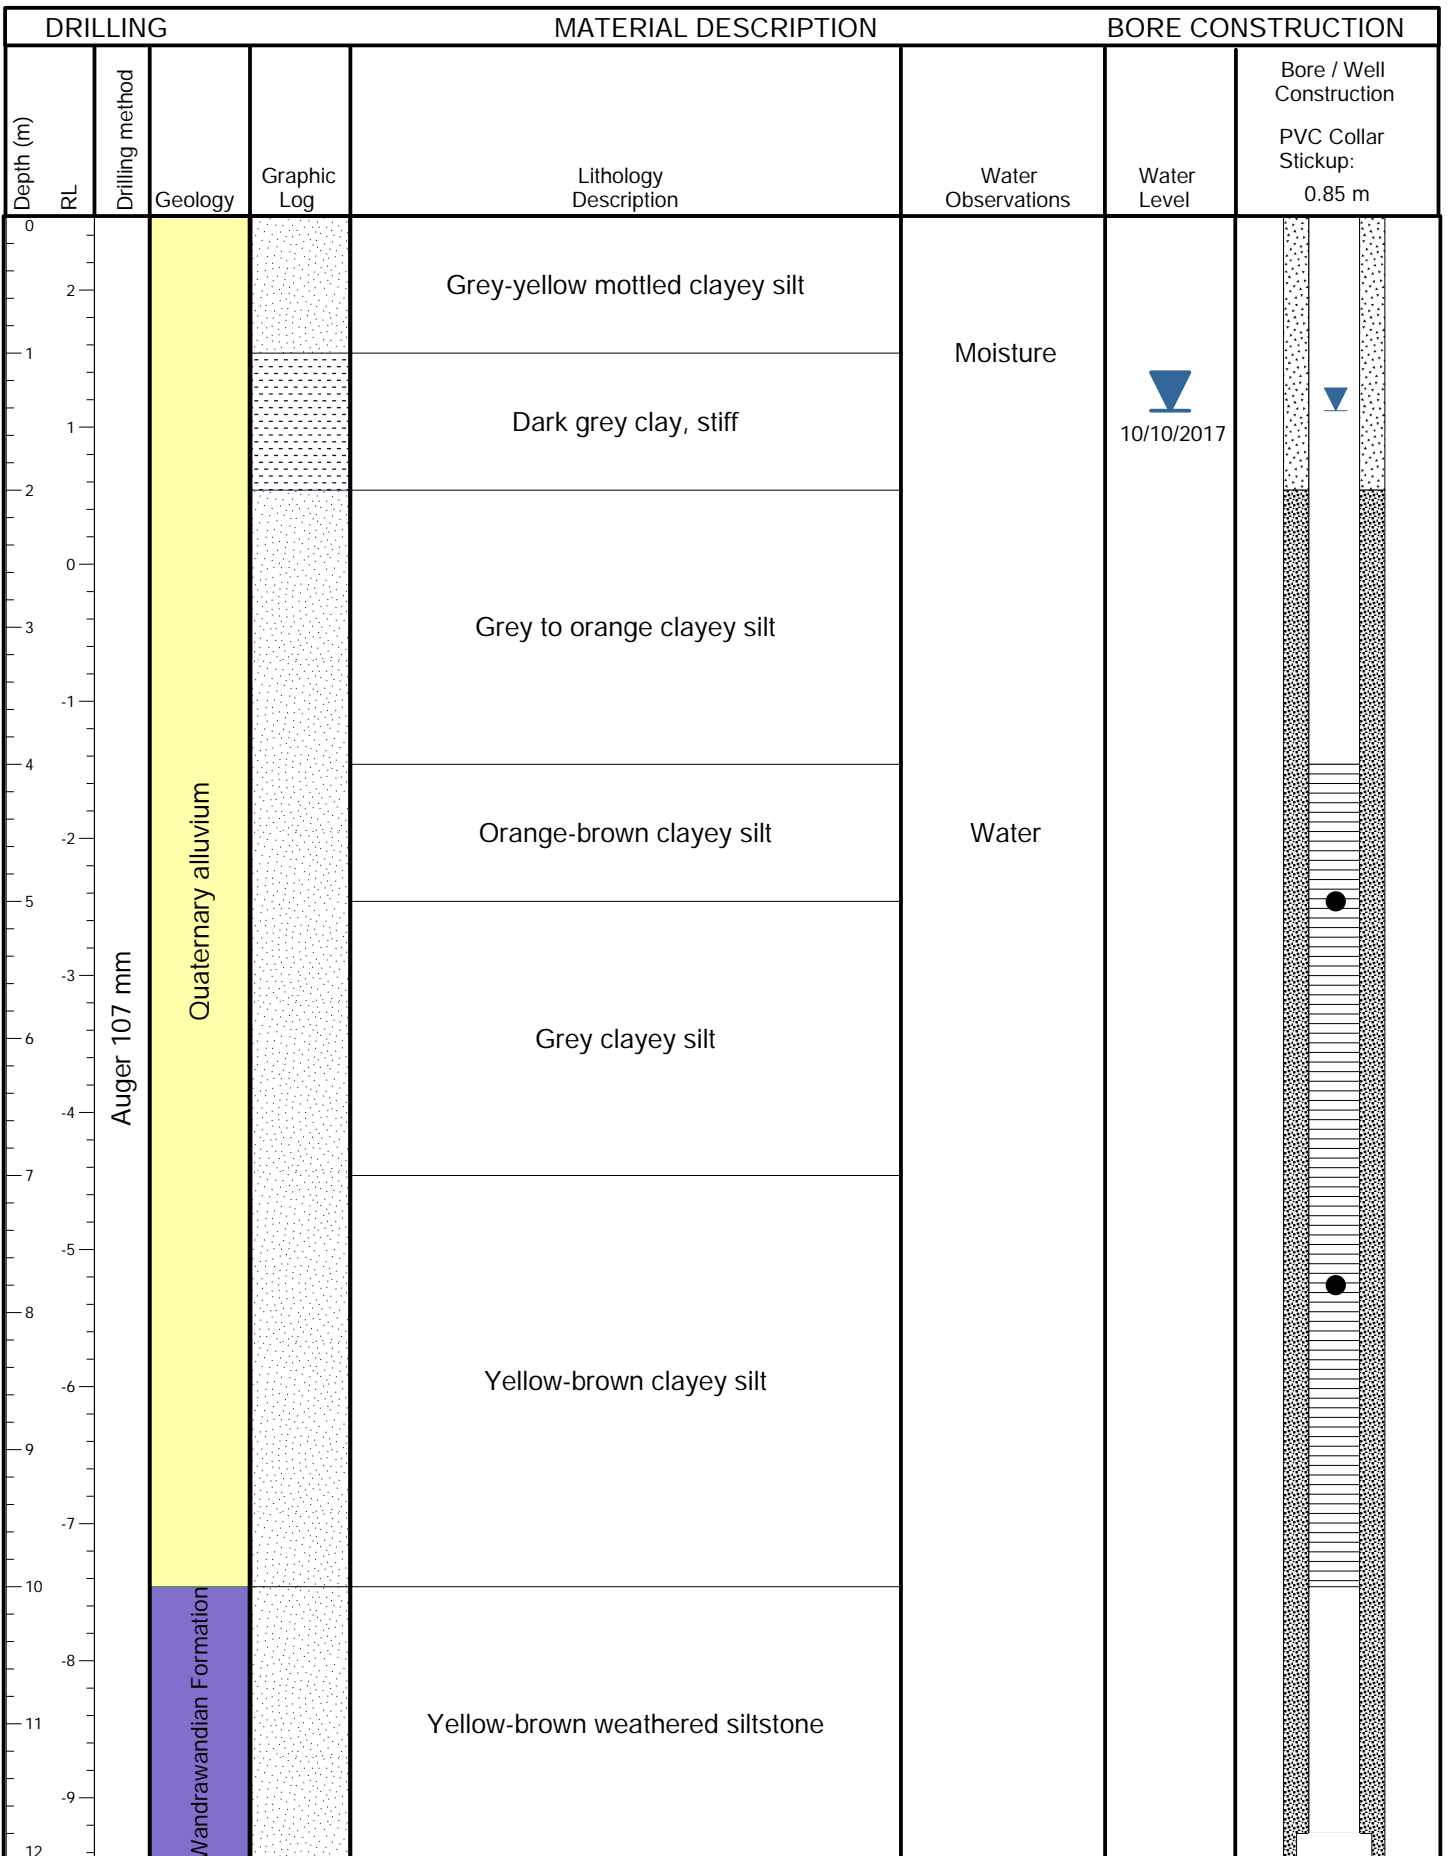 DRILLING MATERIAL DESCRIPTION BORE CONSTRUCTION
Depth (m)
RL
Drilling method
Geology
Graphic
Log
Lithology
Description
Water
Observations
Water
Level
Bore / Well
Construction
PVC Collar
Stickup:
0.85 m
0
1
2
3
4
5
6
7
8
9
10
11
12
2
1
0
-1
-2
-3
-4
-5
-6
-7
-8
-9
Auger 107 mm
Quaternary alluvium
Wandrawandian Formation
Grey-yellow mottled clayey silt
Dark grey clay, stiff
Grey to orange clayey silt
Orange-brown clayey silt
Grey clayey silt
Yellow-brown clayey silt
Yellow-brown weathered siltstone
Moisture
Water
10/10/2017